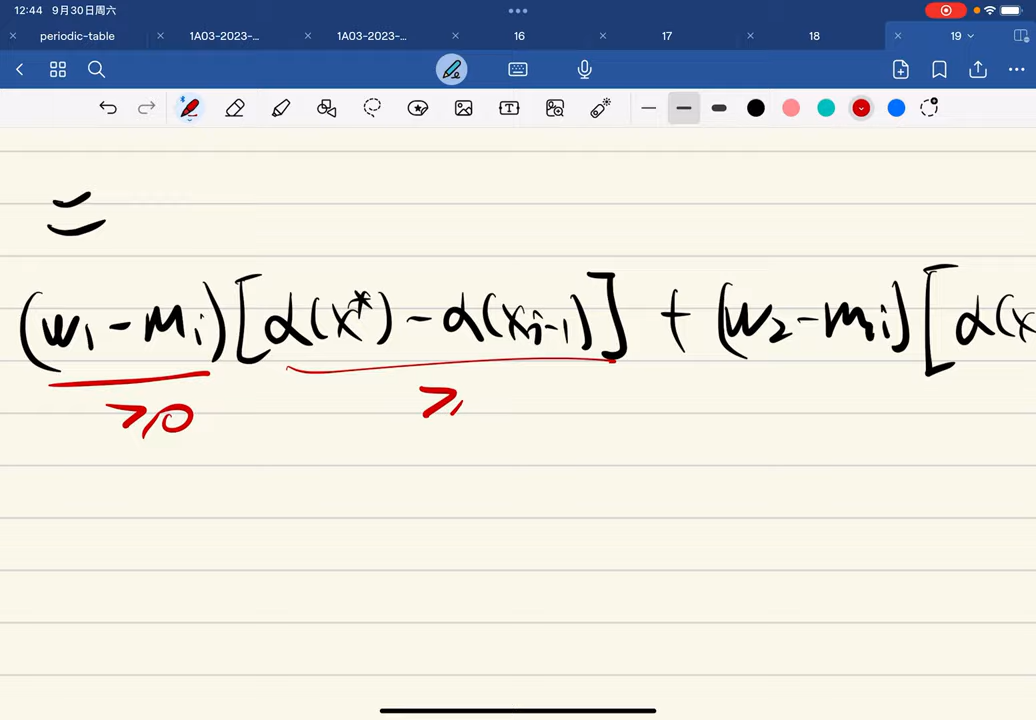 12:44 9月30日周六
periodic-table 1A03-2023-... 1A03-2023-... 16 17 18 19
=
(w₁-mᵢ)[α(x*)-α(xᵢ₋₁)] + (w₂-mᵢ)[α(x
≥0 ≥